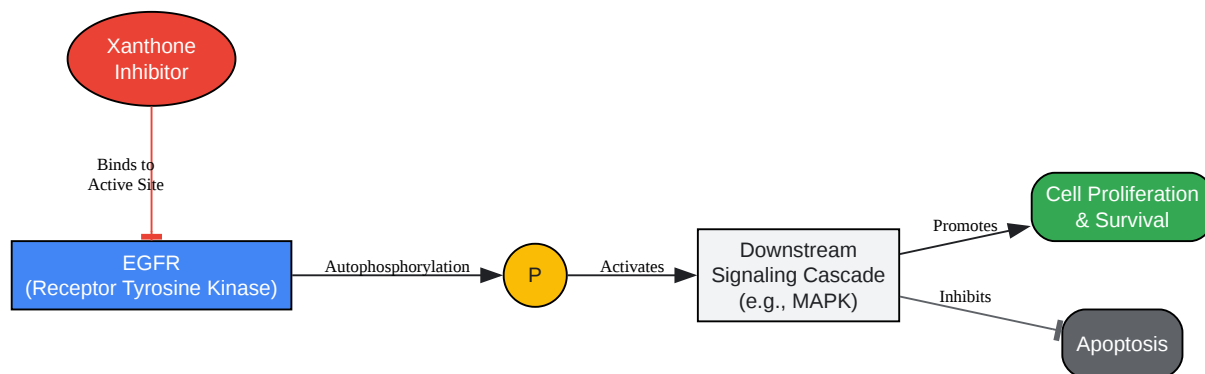 Xanthone
Inhibitor
Binds to
Active Site
EGFR
(Receptor Tyrosine Kinase)
Autophosphorylation
P
Activates
Downstream
Signaling Cascade
(e.g., MAPK)
Promotes
Cell Proliferation
& Survival
Inhibits
Apoptosis